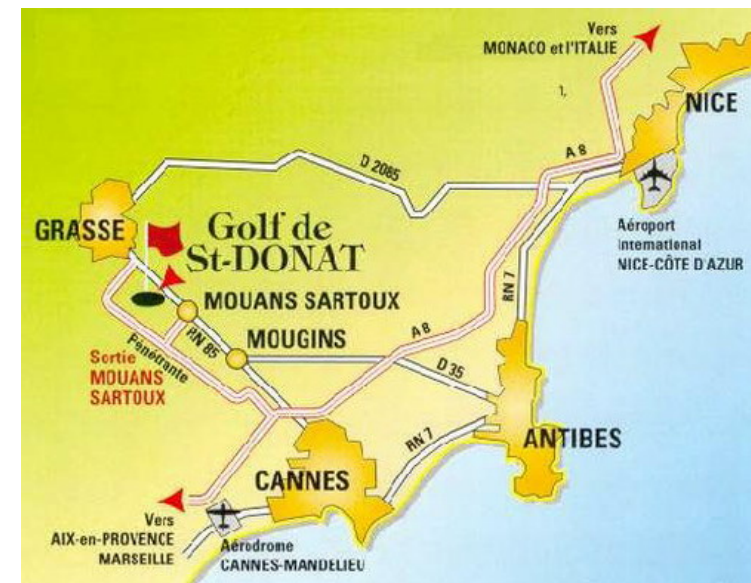 Vers
MONACO et l'ITALIE
NICE
A 8
D 2085
Aéroport
International
NICE-CÔTE D'AZUR
GRASSE
Golf de
St-DONAT
RN 7
MOUANS SARTOUX
A 8
RN 85
MOUGINS
Pénétrante
Sortie
MOUANS
SARTOUX
D 35
ANTIBES
RN 7
CANNES
Vers
AIX-en-PROVENCE
MARSEILLE
Aérodrome
CANNES-MANDELIEU